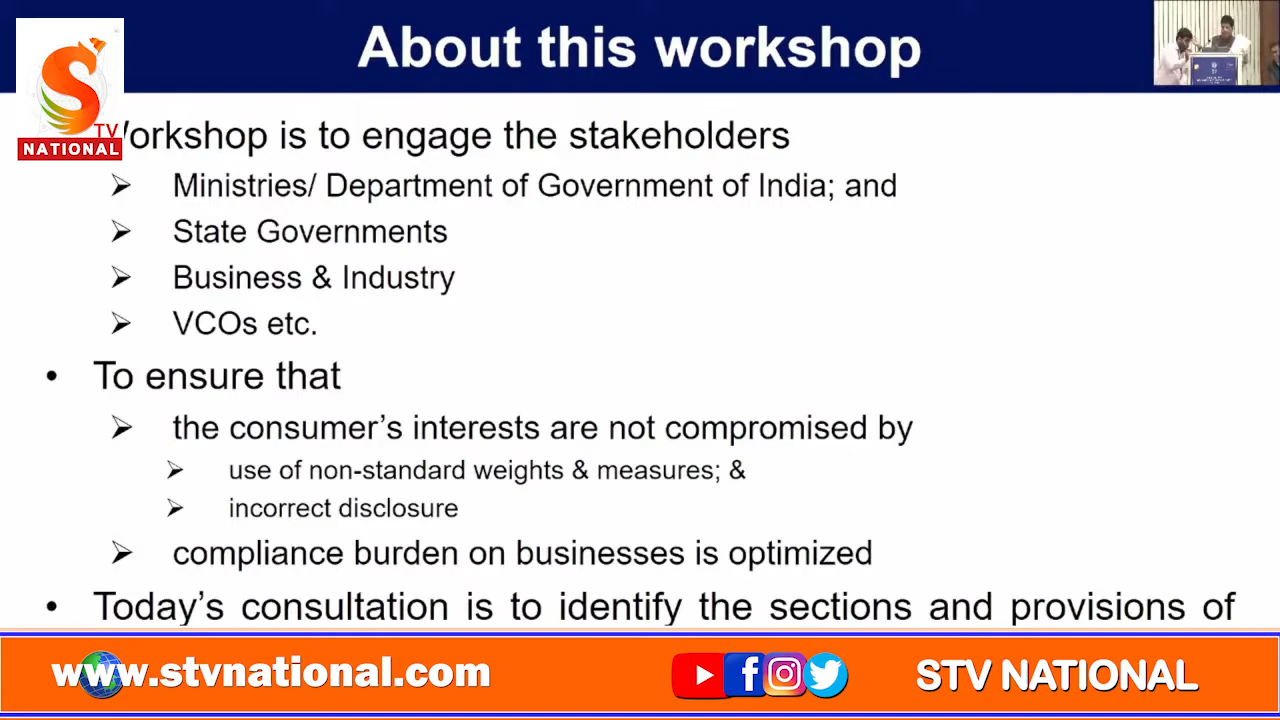 About this workshop
S
TV
NATIONAL
orkshop is to engage the stakeholders
➢ Ministries/ Department of Government of India; and
➢ State Governments
➢ Business & Industry
➢ VCOs etc.
• To ensure that
➢ the consumer’s interests are not compromised by
➢ use of non-standard weights & measures; &
➢ incorrect disclosure
➢ compliance burden on businesses is optimized
• Today’s consultation is to identify the sections and provisions of
www.stvnational.com
STV NATIONAL